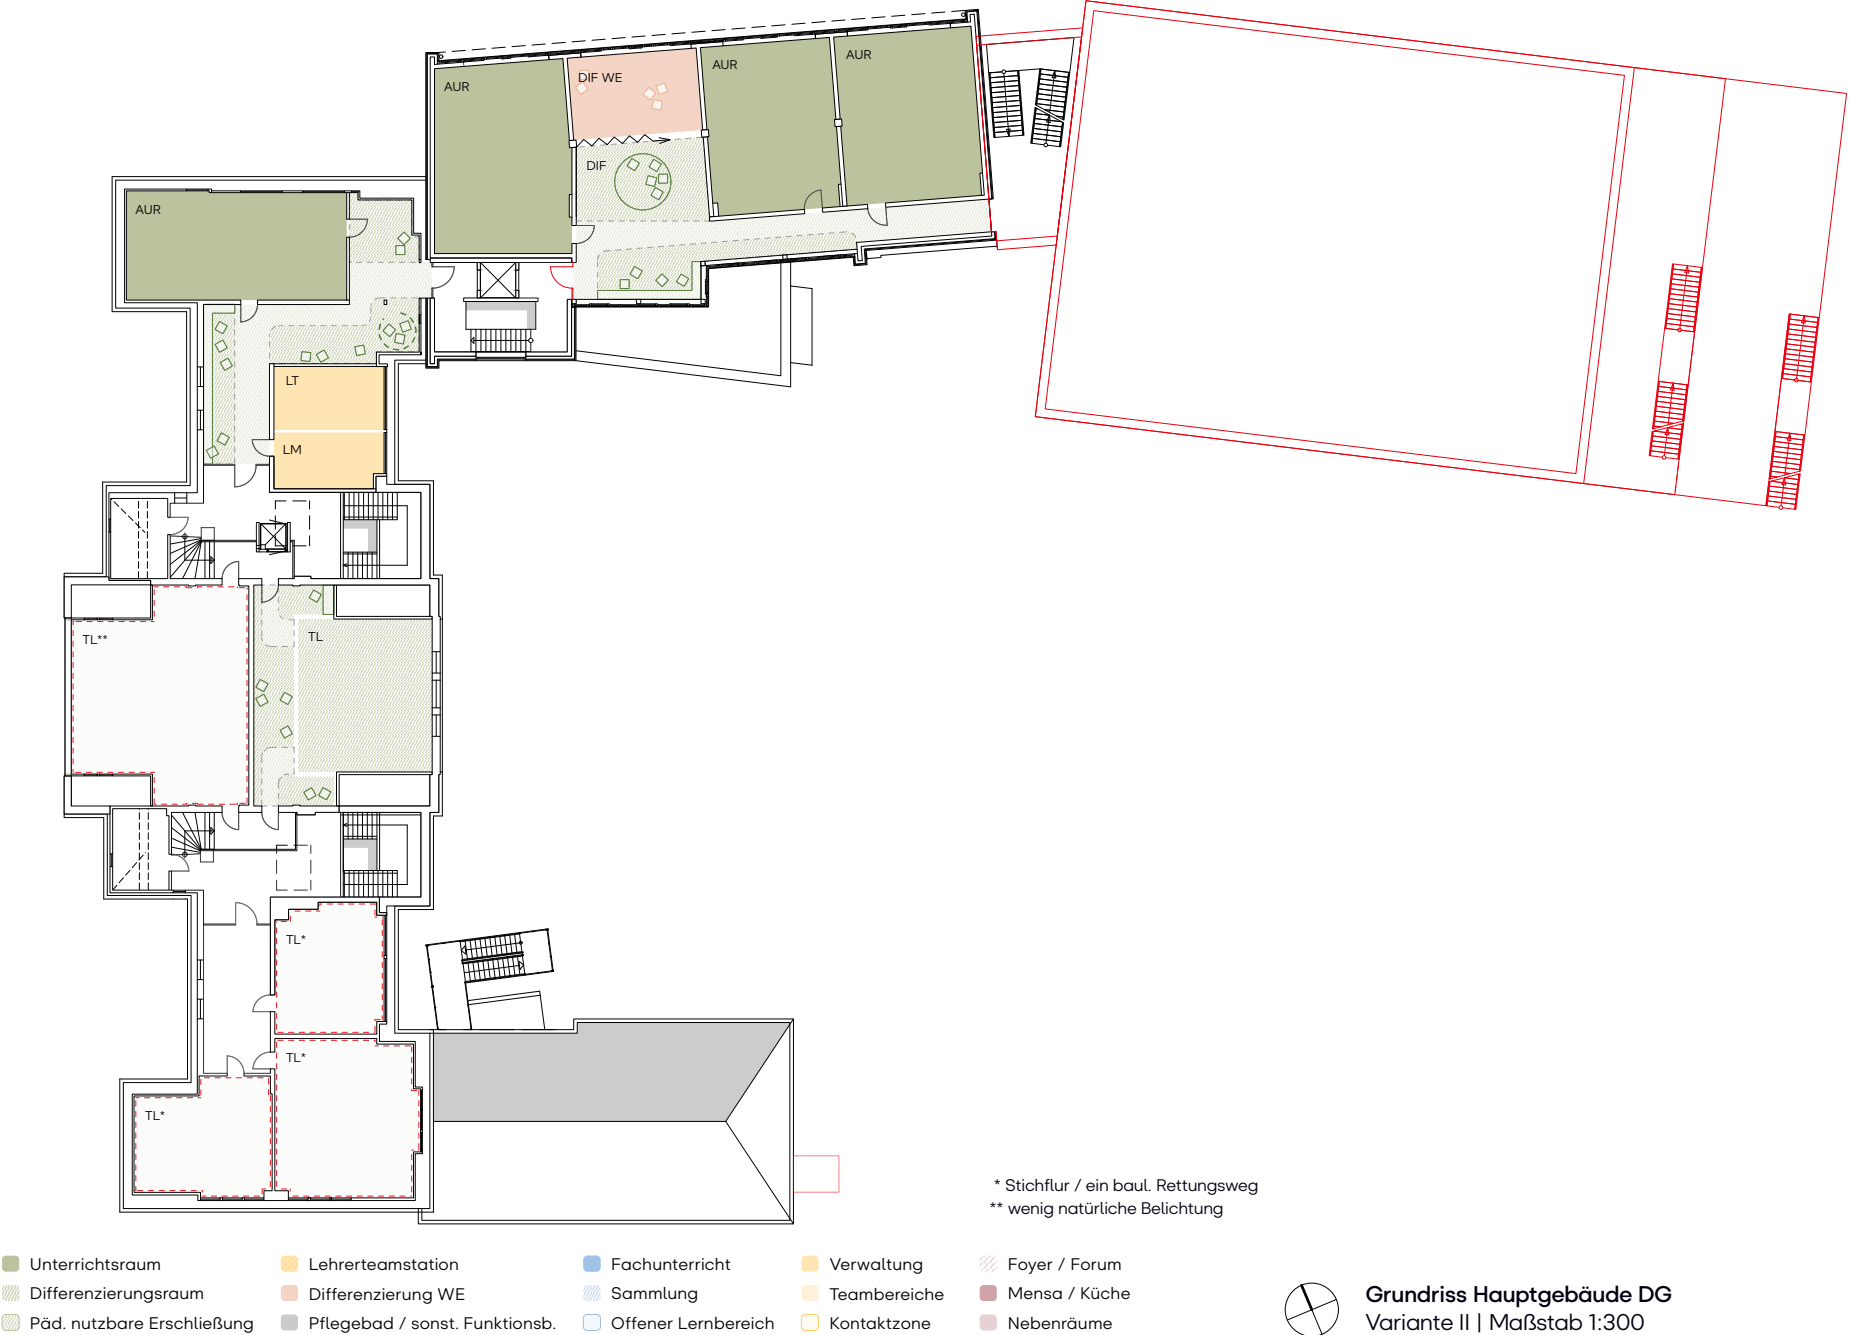 AUR
DIF WE
AUR
AUR
DIF
AUR
LT
LM
TL**
TL
TL*
TL*
TL*
* Stichflur / ein baul. Rettungsweg
** wenig natürliche Belichtung
Unterrichtsraum
Lehrerteamstation
Fachunterricht
Verwaltung
Foyer / Forum
Differenzierungsraum
Differenzierung WE
Sammlung
Teambereiche
Mensa / Küche
Päd. nutzbare Erschließung
Pflegebad / sonst. Funktionsb.
Offener Lernbereich
Kontaktzone
Nebenräume
Grundriss Hauptgebäude DG
Variante II | Maßstab 1:300